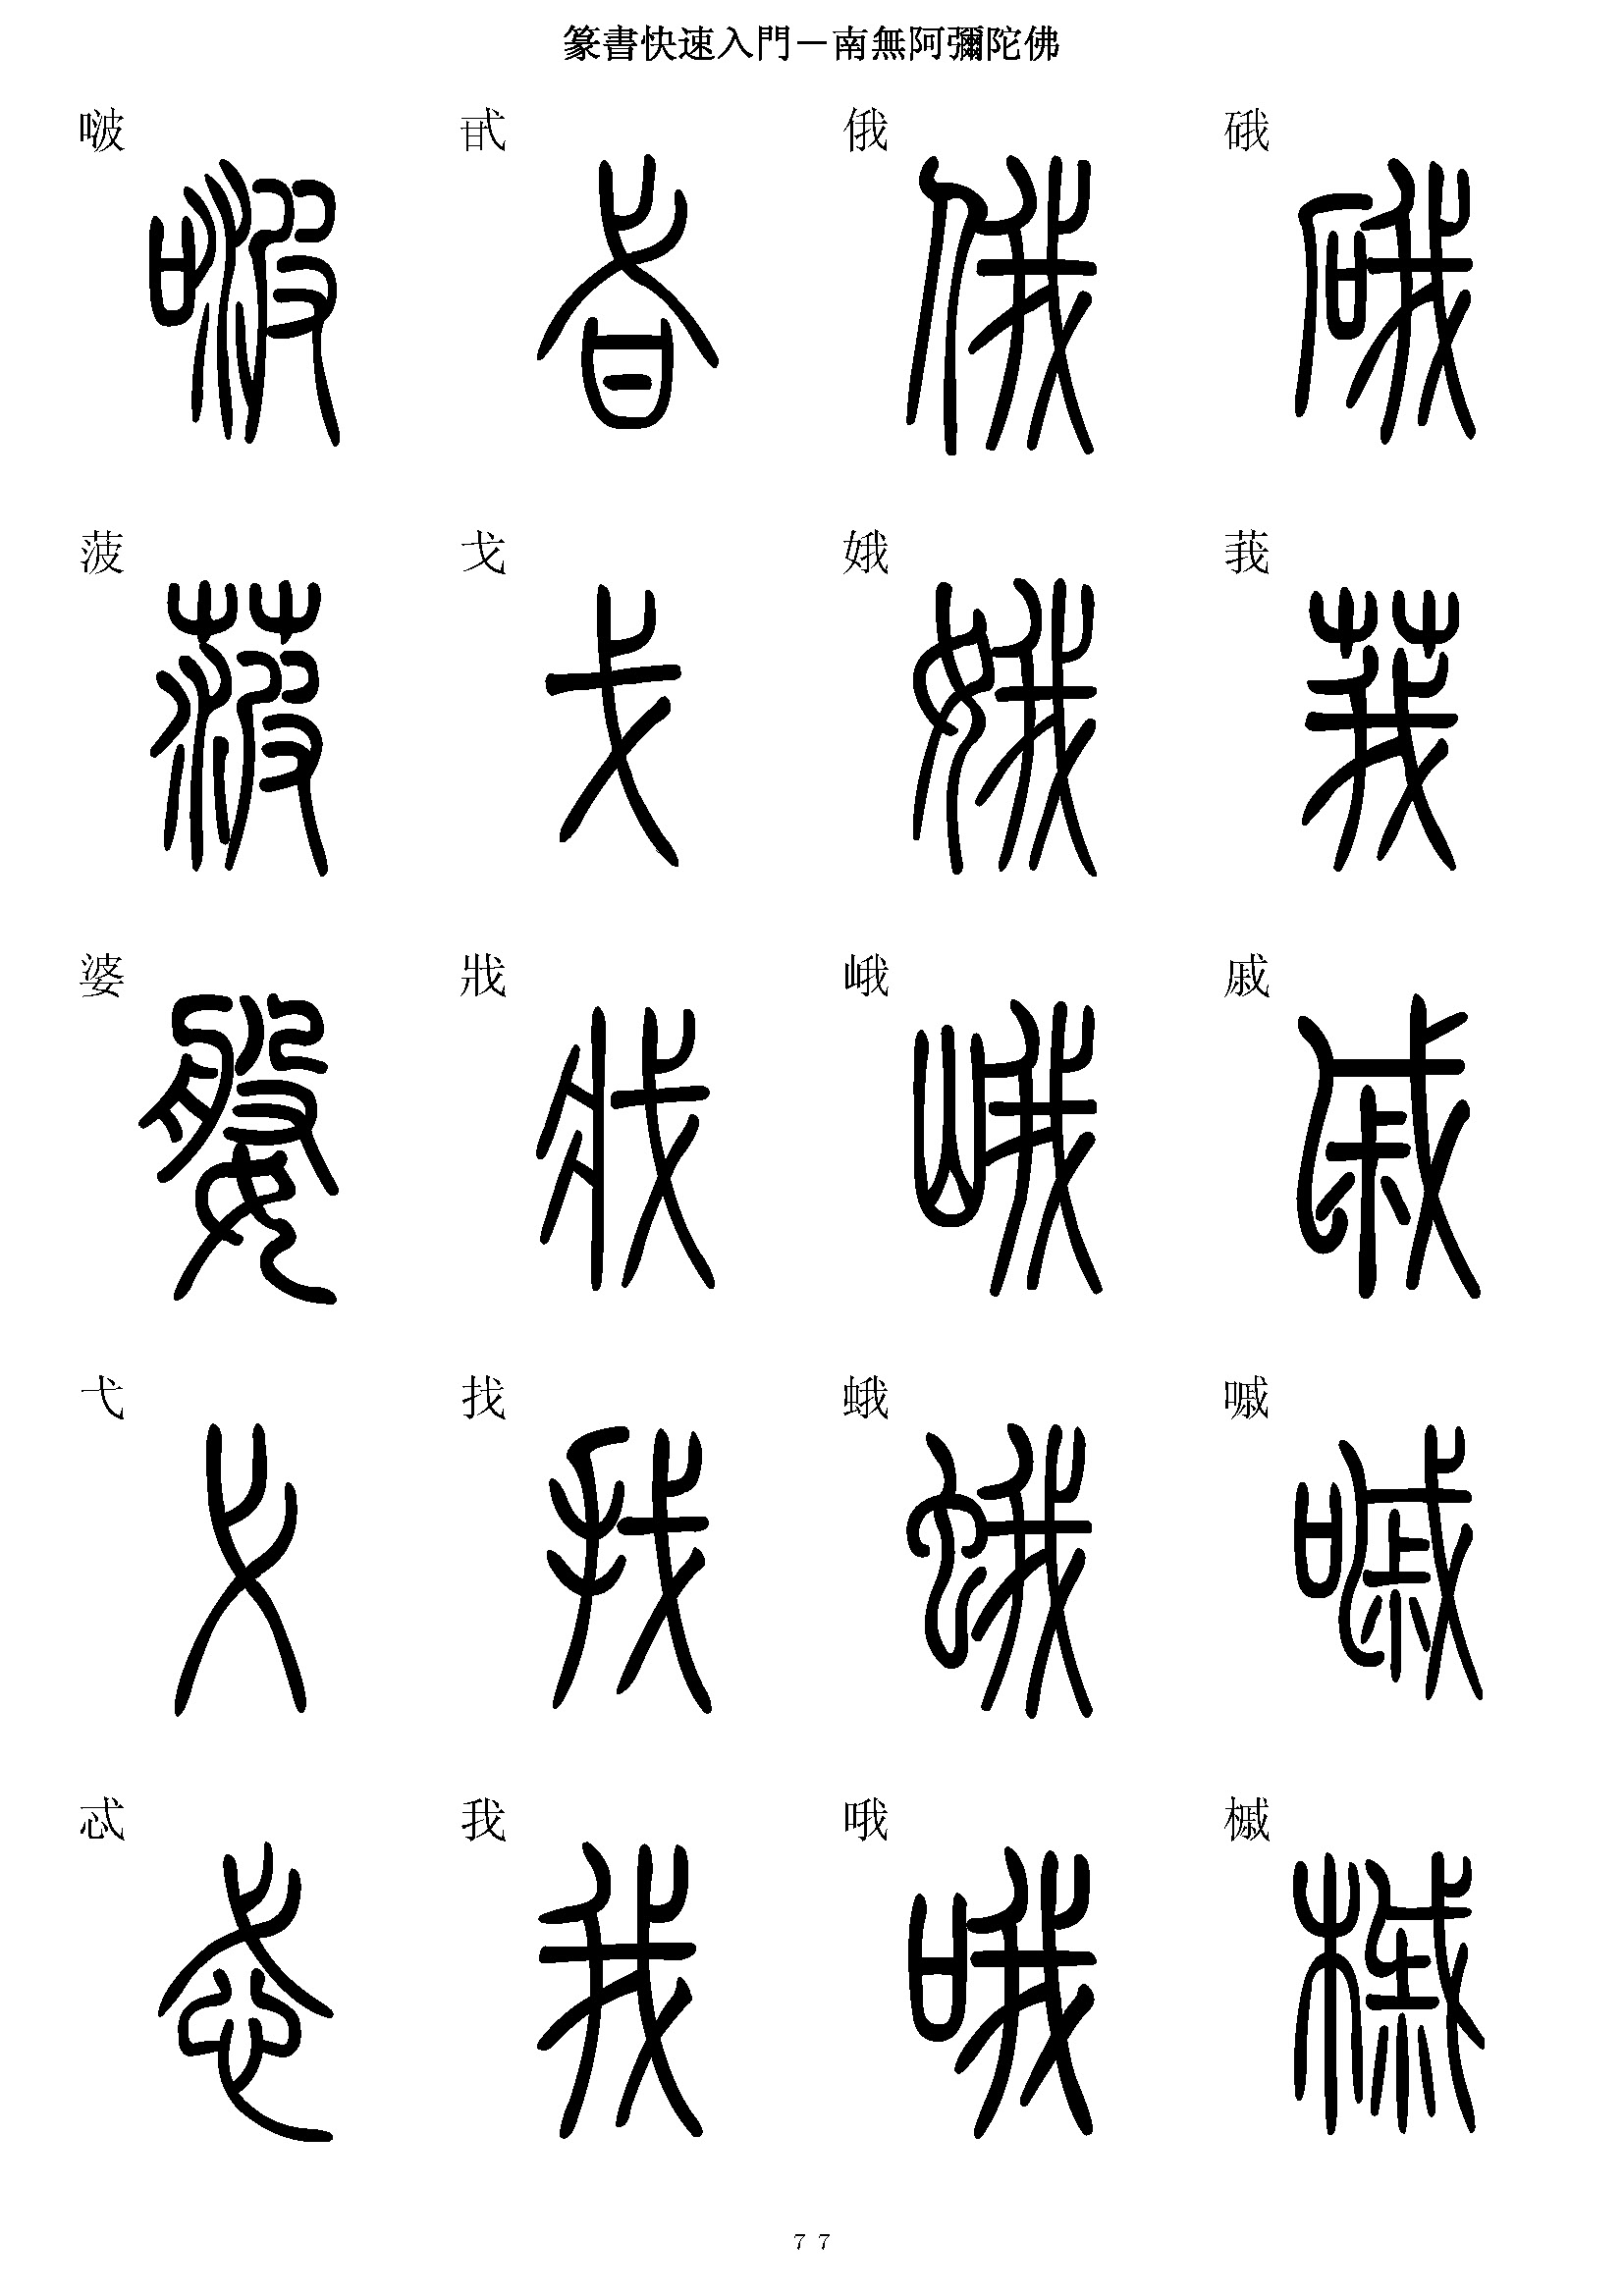 篆書快速入門－南無阿彌陀佛
啵 甙 俄 硪
菠 戈 娥 莪
婆 戕 峨 戚
弋 找 蛾 嘁
忒 我 哦 槭
77